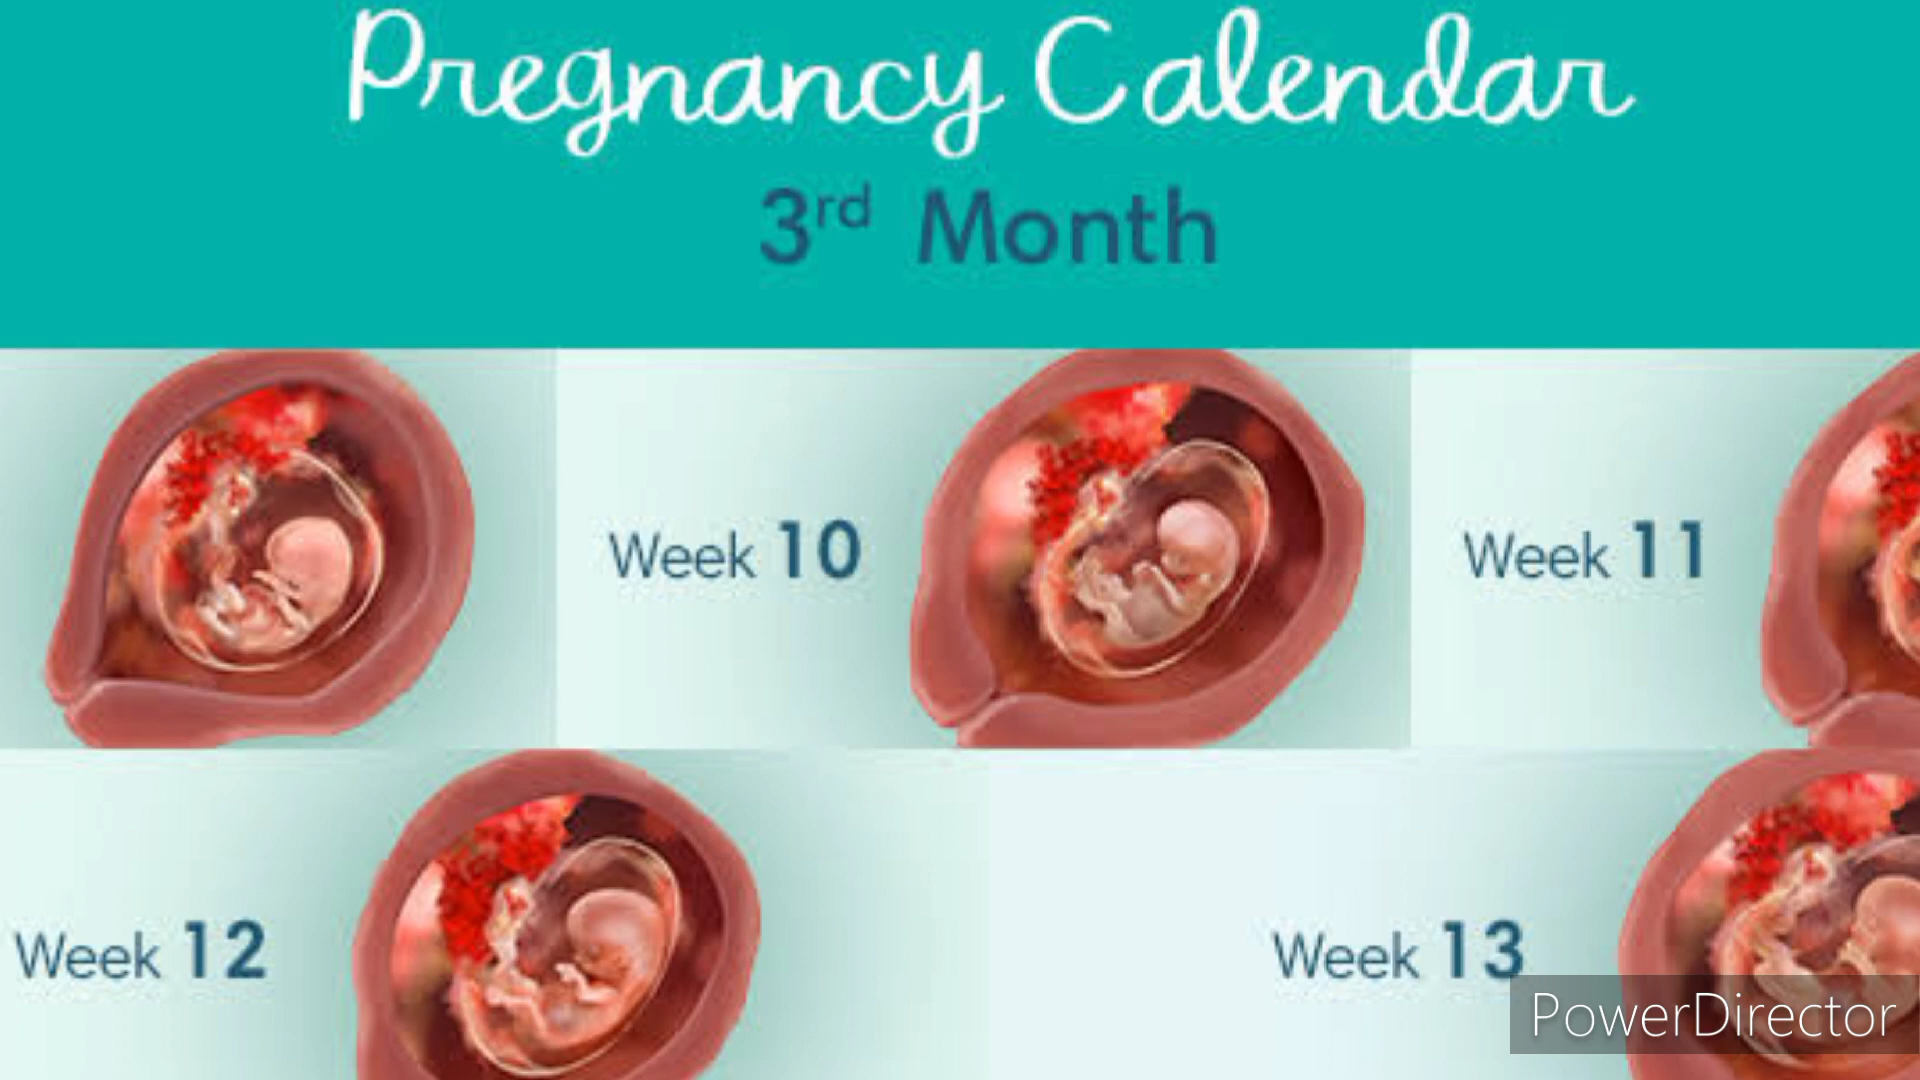 Pregnancy Calendar
3rd Month
Week 10
Week 11
Week 12
Week 13
PowerDirector